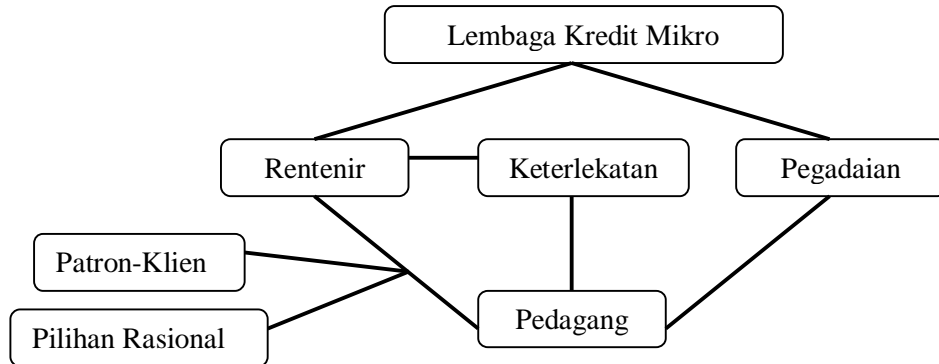 Lembaga Kredit Mikro
Rentenir
Keterlekatan
Pegadaian
Patron-Klien
Pedagang
Pilihan Rasional